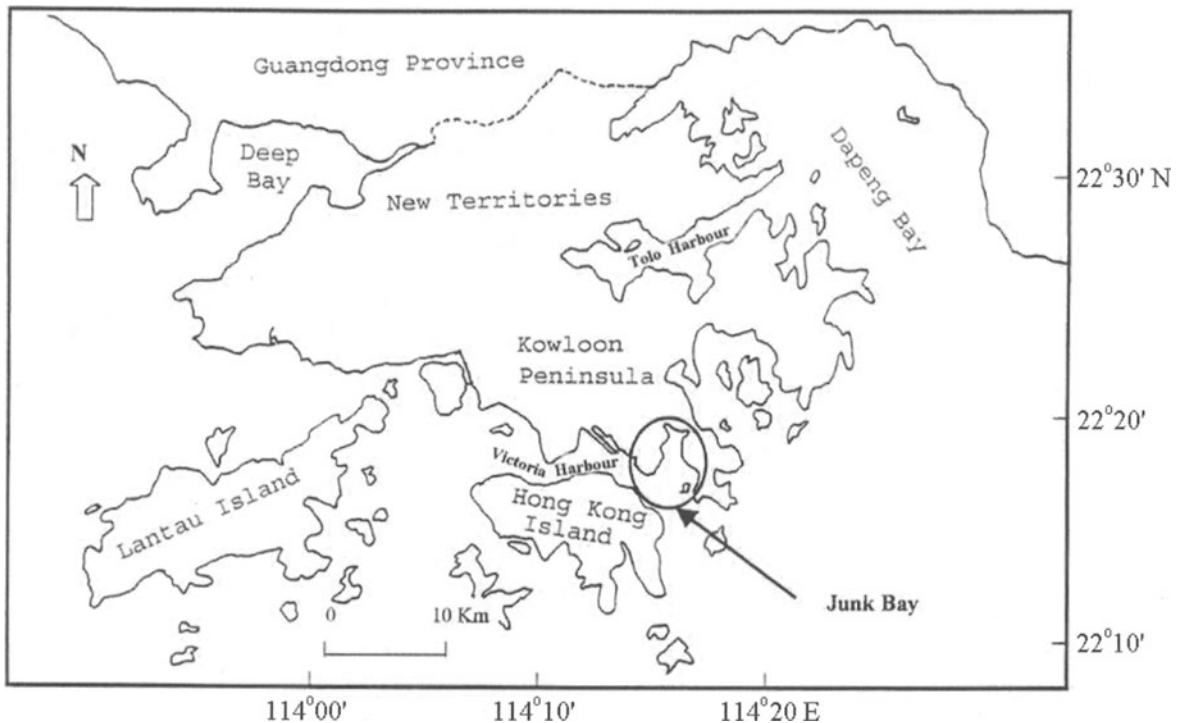 Guangdong Province
N
Deep
Bay
22°30' N
New Territories
Dapeng Bay
Tolo Harbour
Kowloon
Peninsula
22°20'
Victoria Harbour
Lantau Island
Hong Kong
Island
0 10 Km
Junk Bay
22°10'
114°00' 114°10' 114°20 E